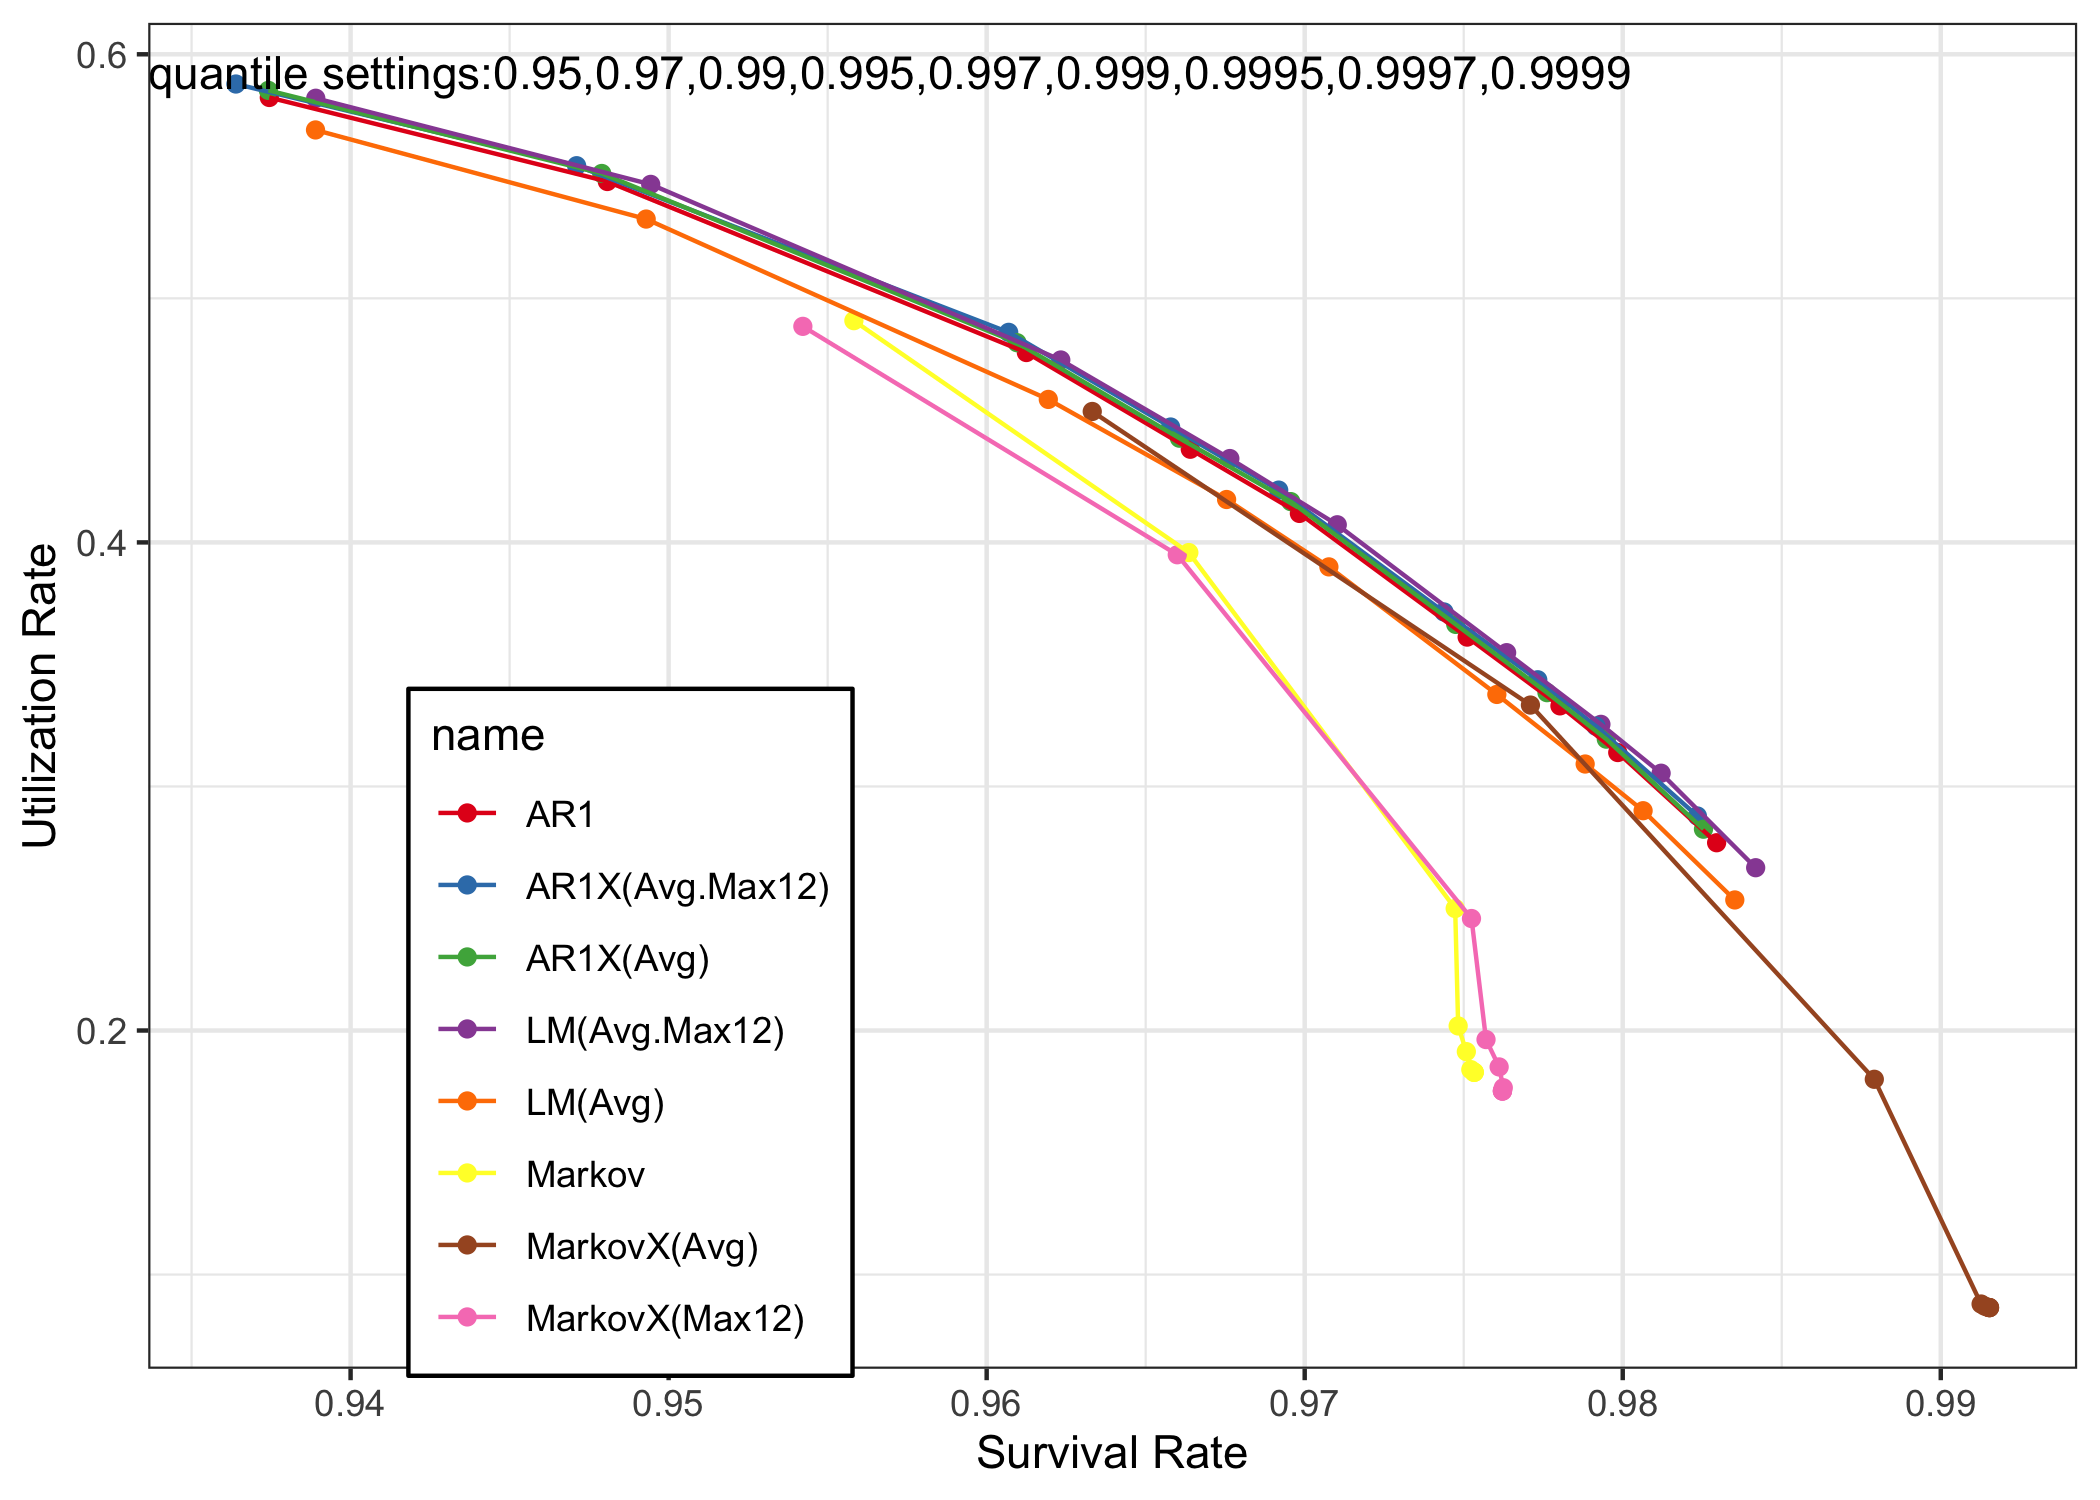 quantile settings:0.95,0.97,0.99,0.995,0.997,0.999,0.9995,0.9997,0.9999
0.6
0.4
0.2
Utilization Rate
name
AR1
AR1X(Avg.Max12)
AR1X(Avg)
LM(Avg.Max12)
LM(Avg)
Markov
MarkovX(Avg)
MarkovX(Max12)
0.94 0.95 0.96 0.97 0.98 0.99
Survival Rate